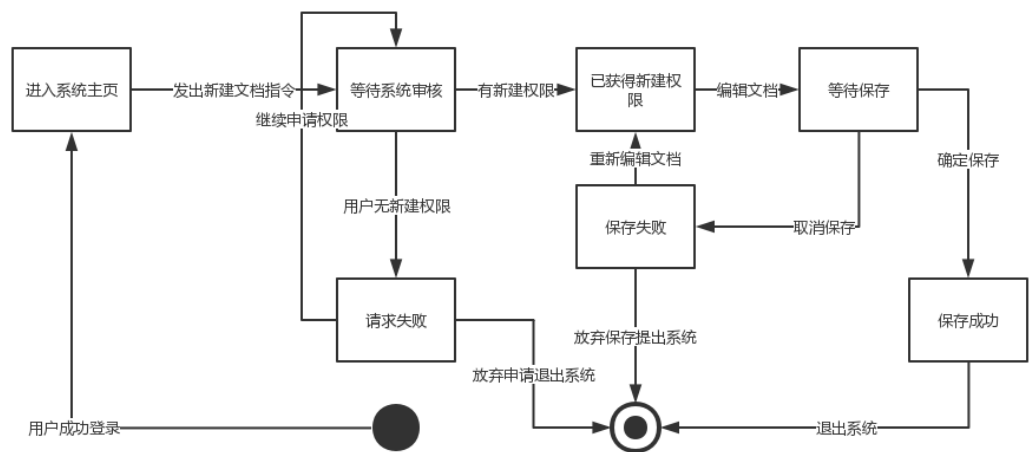 进入系统主页
发出新建文档指令
等待系统审核
有新建权限
已获得新建权
限
编辑文档
等待保存
继续申请权限
重新编辑文档
确定保存
用户无新建权限
保存失败
取消保存
请求失败
保存成功
放弃保存提出系统
放弃申请退出系统
用户成功登录
退出系统